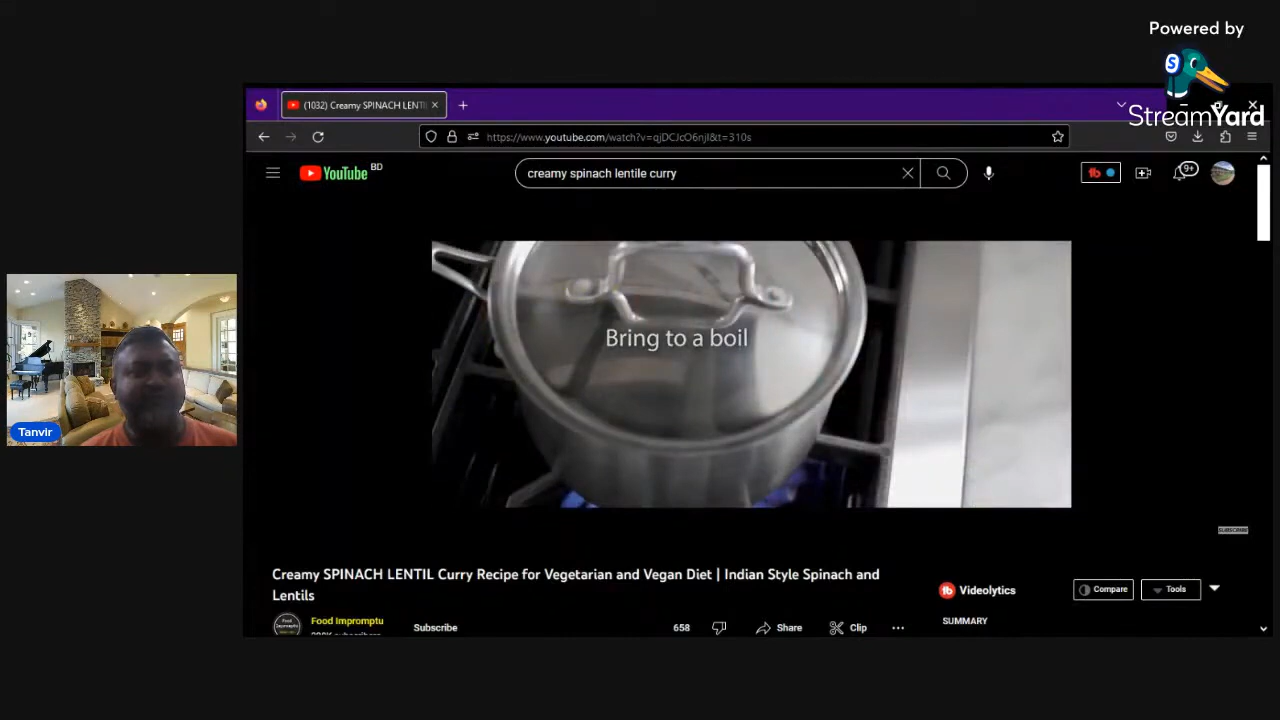 Powered by
StreamYard
(1032) Creamy SPINACH LENTI
https://www.youtube.com/watch?v=qjDCJcO6njI&t=310s
YouTube BD
creamy spinach lentile curry
9+
Bring to a boil
Tanvir
SUBSCRIBE
Creamy SPINACH LENTIL Curry Recipe for Vegetarian and Vegan Diet | Indian Style Spinach and
Lentils
Videolytics
Compare
Tools
Food Impromptu
Subscribe
658
Share
Clip
SUMMARY